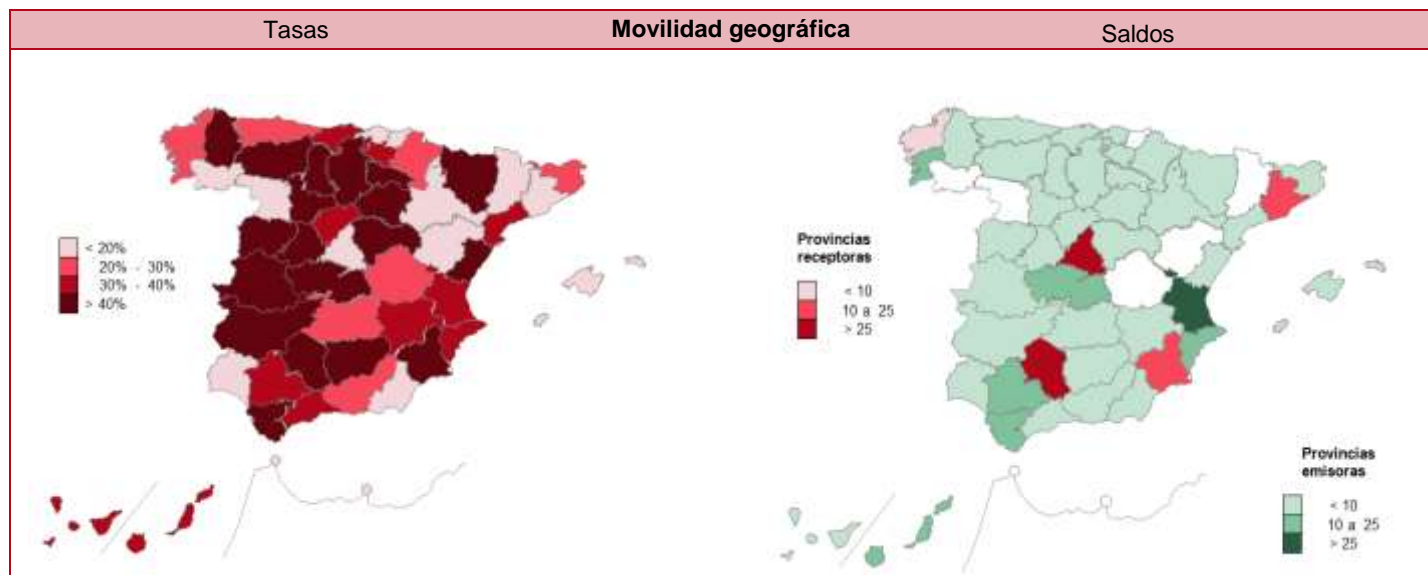 Tasas
Movilidad geográfica
Saldos
< 20%
20% - 30%
30% - 40%
> 40%
Provincias
receptoras
< 10
10 a 25
> 25
Provincias
emisoras
< 10
10 a 25
> 25